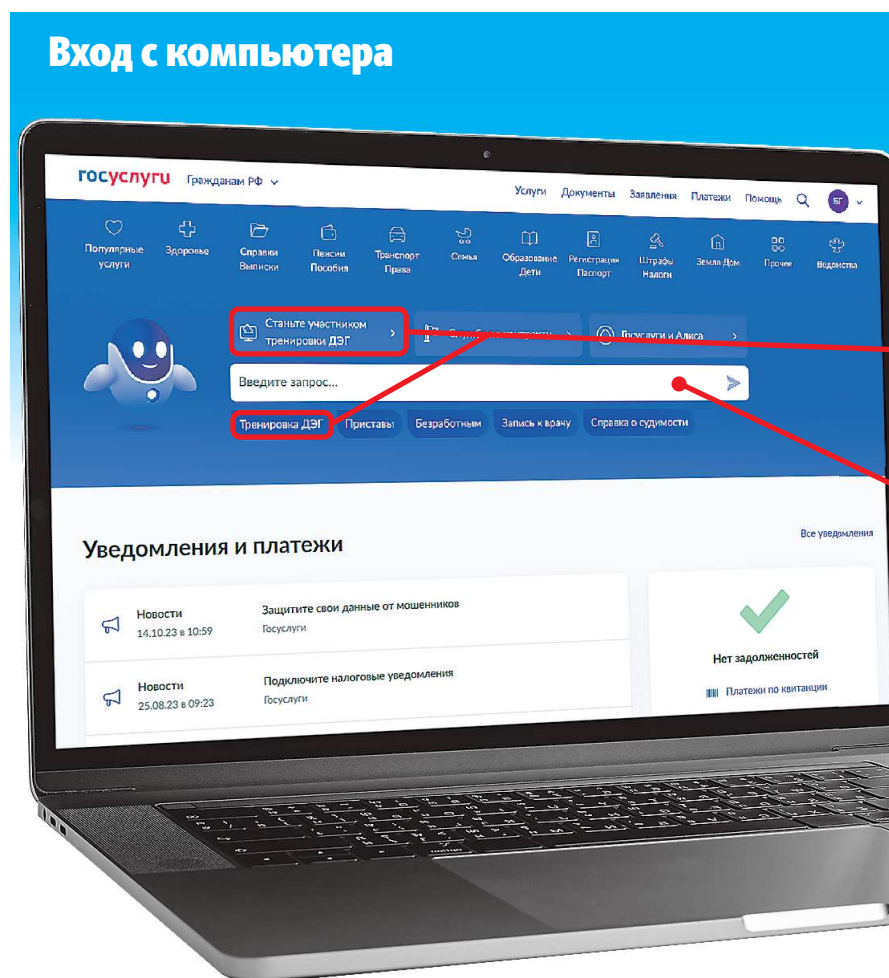 Вход с компьютера
госуслуги Гражданам РФ
Услуги Документы Заявления Платежи Помощь БГ
Популярные услуги
Здоровье
Справки Выписки
Пенсии Пособия
Транспорт Права
Семья
Образование Дети
Регистрация Паспорт
Штрафы Налоги
Земля Дом
Прочее
Ведомства
Станьте участником
тренировки ДЭГ
контракту
Госуслуги и Алиса
Введите запрос...
Тренировка ДЭГ Приставы Безработным Запись к врачу Справка о судимости
Уведомления и платежи
Все уведомления
Новости
14.10.23 в 10:59
Защитите свои данные от мошенников
Госуслуги
Новости
25.08.23 в 09:23
Подключите налоговые уведомления
Госуслуги
Нет задолженностей
Платежи по квитанции